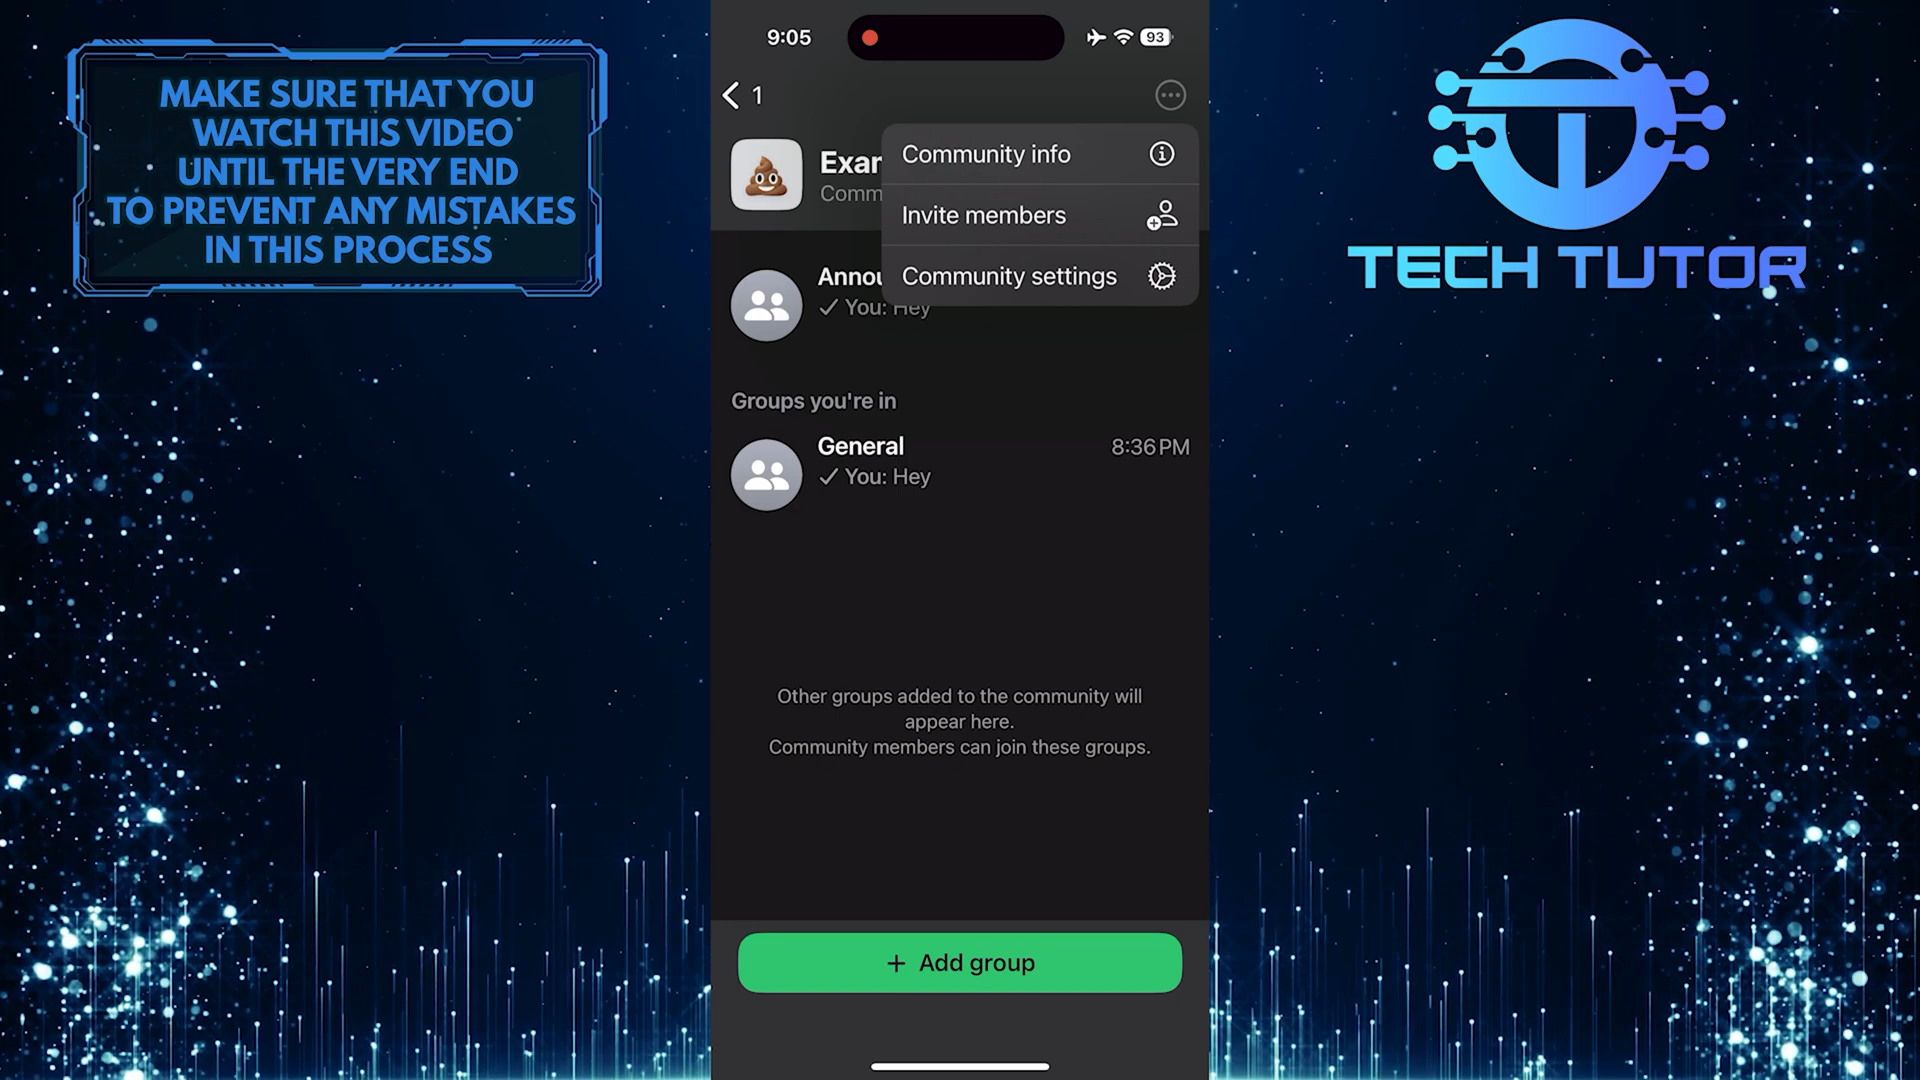 MAKE SURE THAT YOU
WATCH THIS VIDEO
UNTIL THE VERY END
TO PREVENT ANY MISTAKES
IN THIS PROCESS
9:05
93
1
Community info
Exam
Comm
Invite members
Community settings
Annou
You: Hey
Groups you're in
General
8:36 PM
You: Hey
Other groups added to the community will
appear here.
Community members can join these groups.
+ Add group
TECH TUTOR